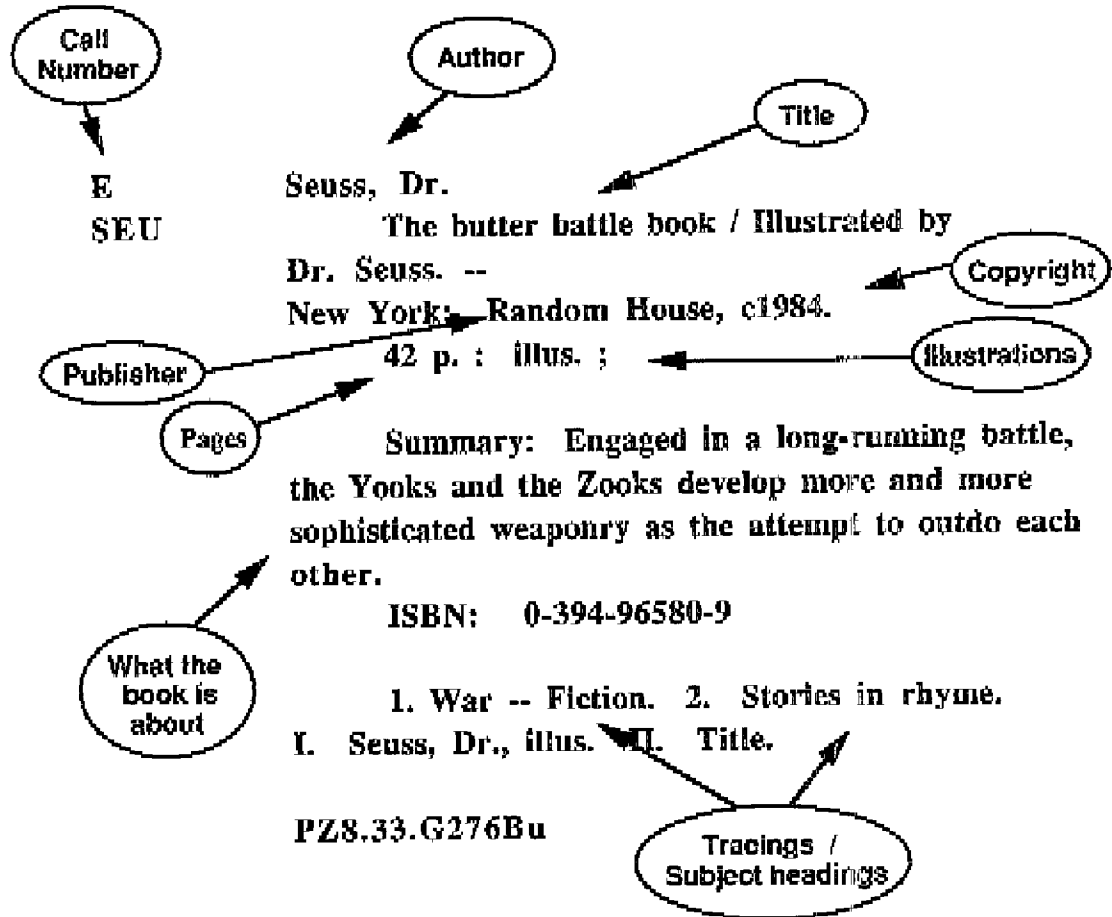 Call
Number
Author
Title
E
SEU
Seuss, Dr.
The butter battle book / Illustrated by
Dr. Seuss. --
New York: Random House, c1984.
42 p. : illus. ;
Copyright
Illustrations
Publisher
Pages
Summary: Engaged in a long-running battle,
the Yooks and the Zooks develop more and more
sophisticated weaponry as the attempt to outdo each
other.
ISBN: 0-394-96580-9
What the
book is
about
1. War -- Fiction. 2. Stories in rhyme.
I. Seuss, Dr., illus. II. Title.
PZ8.33.G276Bu
Tracings /
Subject headings